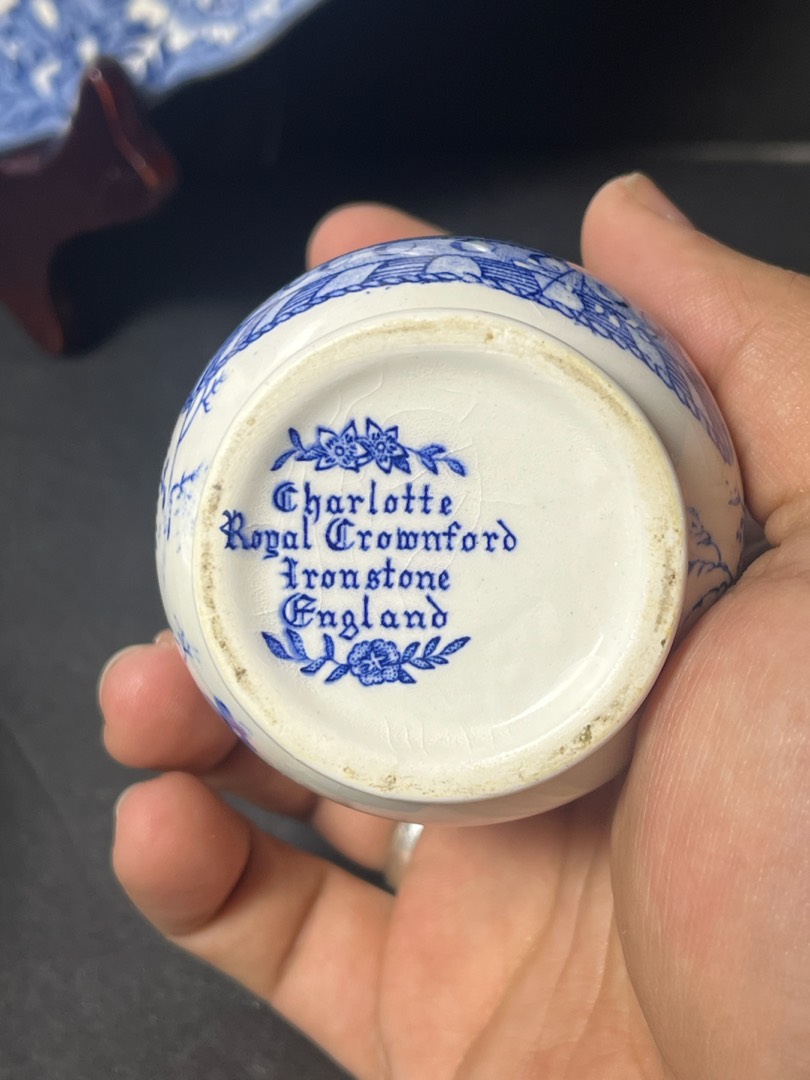 Charlotte
Royal Crownford
Ironstone
England